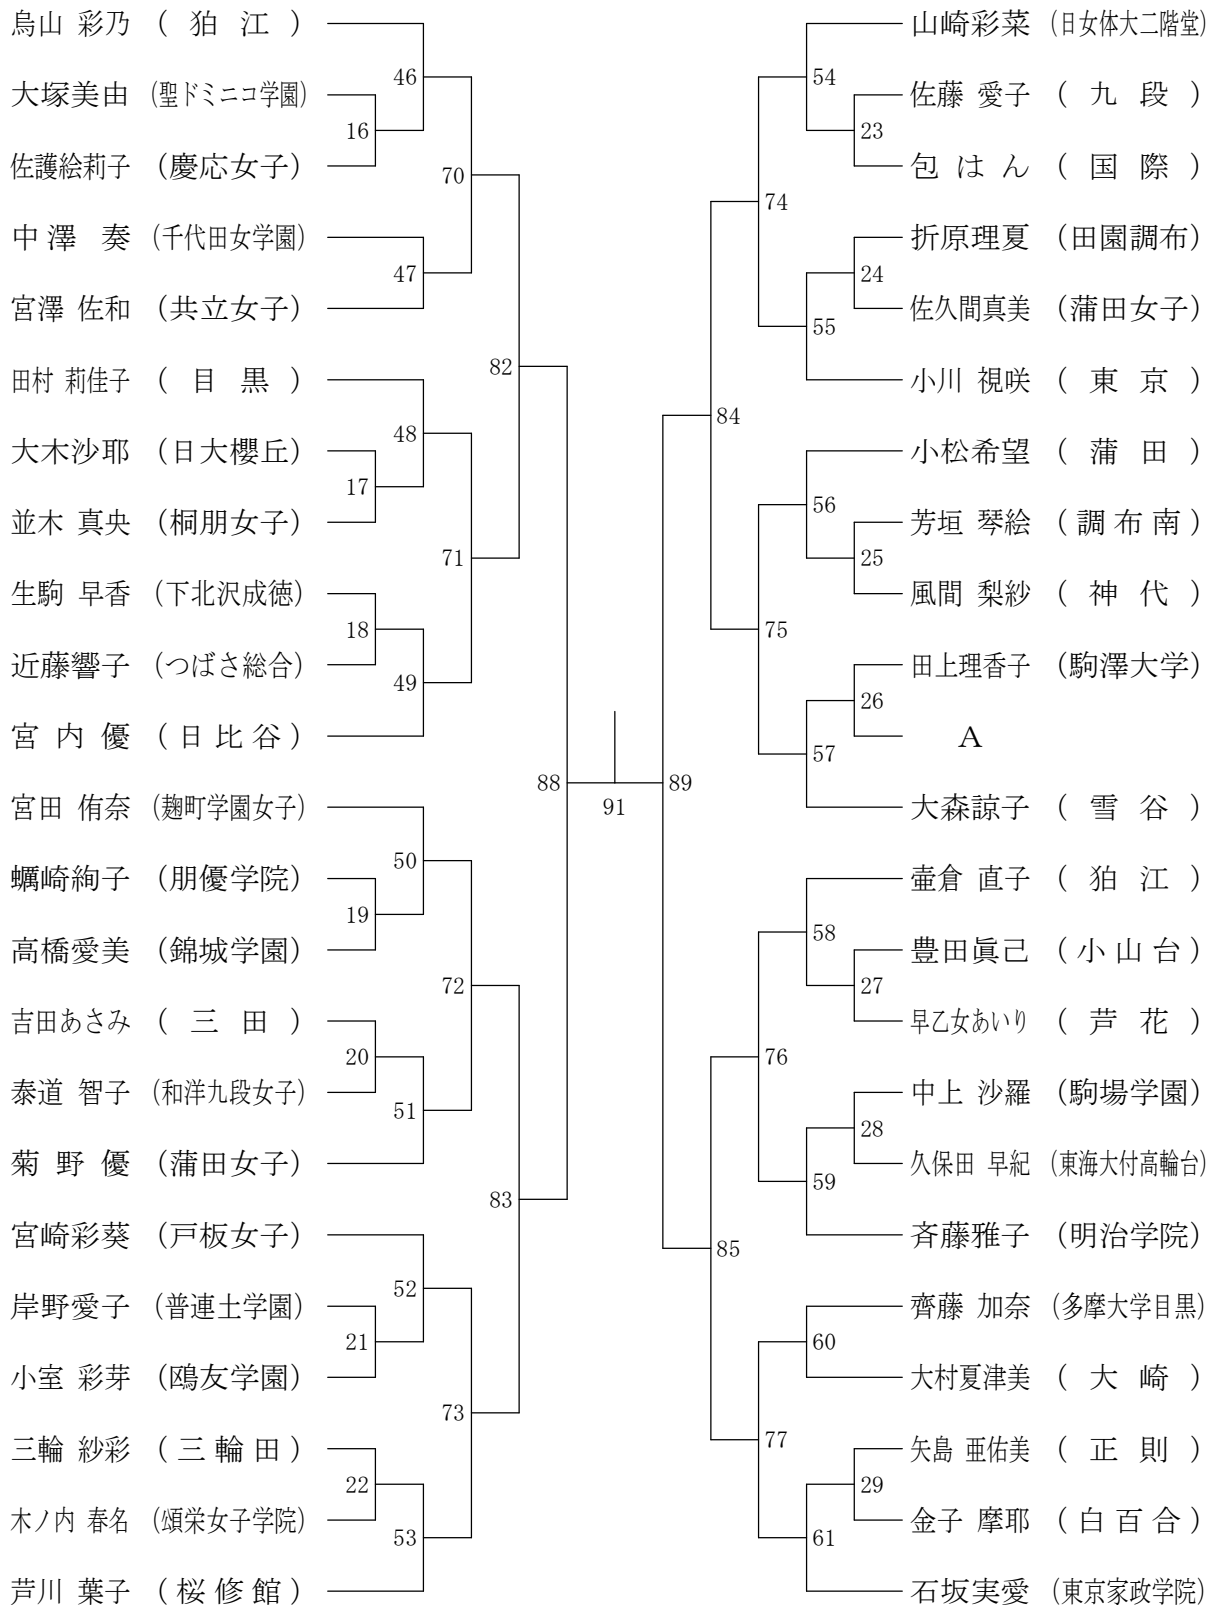 鳥山 彩乃 ( 狛 江 )
大塚美由 (聖ドミニコ学園)
佐護絵莉子 (慶応女子)
中澤 奏 (千代田女学園)
宮澤 佐和 (共立女子)
田村 莉佳子 ( 目 黒 )
大木沙耶 (日大櫻丘)
並木 真央 (桐朋女子)
生駒 早香 (下北沢成徳)
近藤響子 (つばさ総合)
宮内優 (日比谷)
宮田 侑奈 (麹町学園女子)
蠣崎絢子 (朋優学院)
高橋愛美 (錦城学園)
吉田あさみ ( 三 田 )
泰道 智子 (和洋九段女子)
菊野優 (蒲田女子)
宮崎彩葵 (戸板女子)
岸野愛子 (普連土学園)
小室 彩芽 (鴎友学園)
三輪 紗彩 (三輪田)
木ノ内 春名 (頌栄女子学院)
芦川 葉子 (桜修館)
46
16
70
47
82
48
17
71
18
49
88
50
19
72
20
51
83
52
21
73
22
53
91
89
54
23
74
24
55
84
56
25
75
26
57
58
27
76
28
59
85
60
77
29
61
山崎彩菜 (日女体大二階堂)
佐藤 愛子 ( 九 段 )
包はん ( 国 際 )
折原理夏 (田園調布)
佐久間真美 (蒲田女子)
小川 視咲 ( 東 京 )
小松希望 ( 蒲 田 )
芳垣 琴絵 (調布南)
風間 梨紗 ( 神 代 )
田上理香子 (駒澤大学)
A
大森諒子 ( 雪 谷 )
壷倉 直子 ( 狛 江 )
豊田眞己 (小山台)
早乙女あいり ( 芦 花 )
中上 沙羅 (駒場学園)
久保田 早紀 (東海大付高輪台)
斉藤雅子 (明治学院)
齊藤 加奈 (多摩大学目黒)
大村夏津美 ( 大 崎 )
矢島 亜佑美 ( 正 則 )
金子 摩耶 (白百合)
石坂実愛 (東京家政学院)